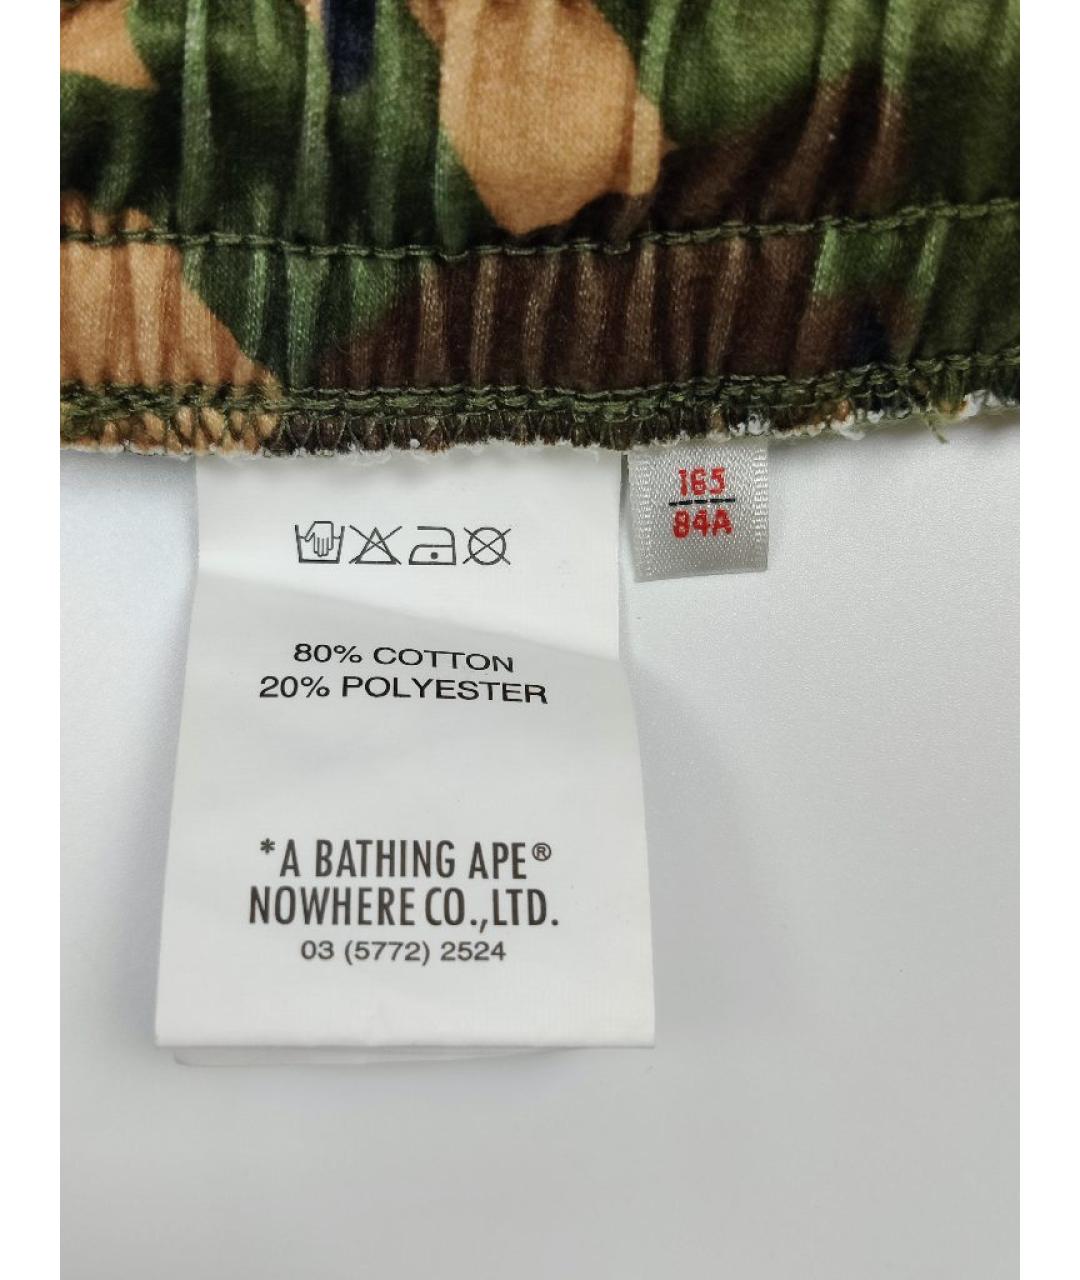 165
84A
80% COTTON
20% POLYESTER
*A BATHING APE®
NOWHERE CO.,LTD.
03 (5772) 2524